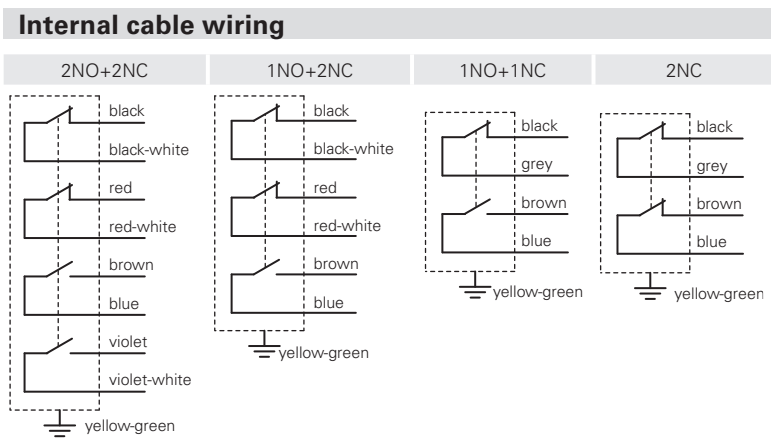 Internal cable wiring
2NO+2NC
black
black-white
red
red-white
brown
blue
violet
violet-white
yellow-green
1NO+2NC
black
black-white
red
red-white
brown
blue
yellow-green
1NO+1NC
black
grey
brown
blue
yellow-green
2NC
black
grey
brown
blue
yellow-green